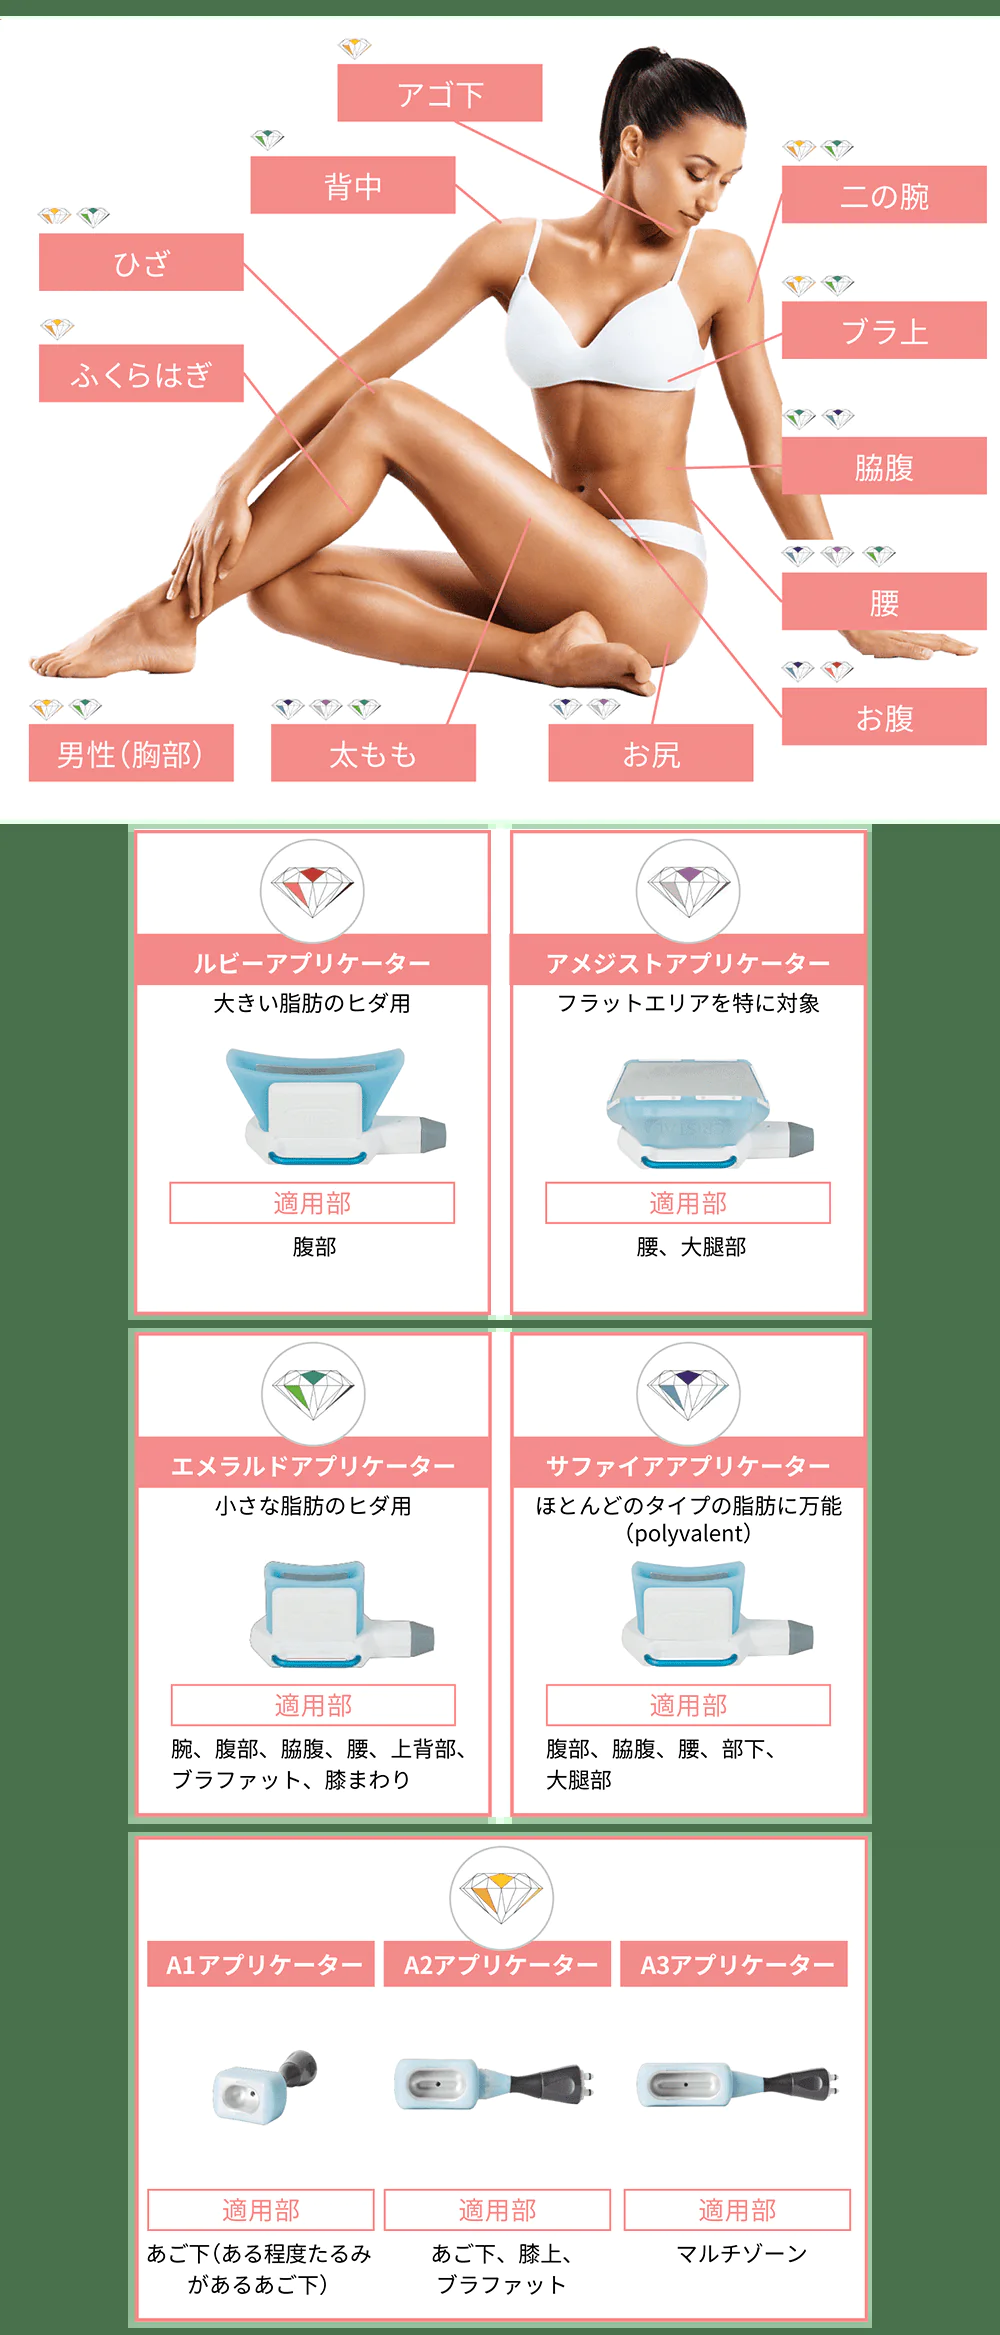 アゴ下
背中
二の腕
ひざ
ブラ上
ふくらはぎ
脇腹
腰
お腹
男性（胸部）
太もも
お尻
ルビーアプリケーター
大きい脂肪のヒダ用
適用部
腹部
アメジストアプリケーター
フラットエリアを特に対象
適用部
腰、大腿部
エメラルドアプリケーター
小さな脂肪のヒダ用
適用部
腕、腹部、脇腹、腰、上背部、
ブラファット、膝まわり
サファイアアプリケーター
ほとんどのタイプの脂肪に万能
（polyvalent）
適用部
腹部、脇腹、腰、部下、
大腿部
A1アプリケーター
適用部
あご下（ある程度たるみ
があるあご下）
A2アプリケーター
適用部
あご下、膝上、
ブラファット
A3アプリケーター
適用部
マルチゾーン